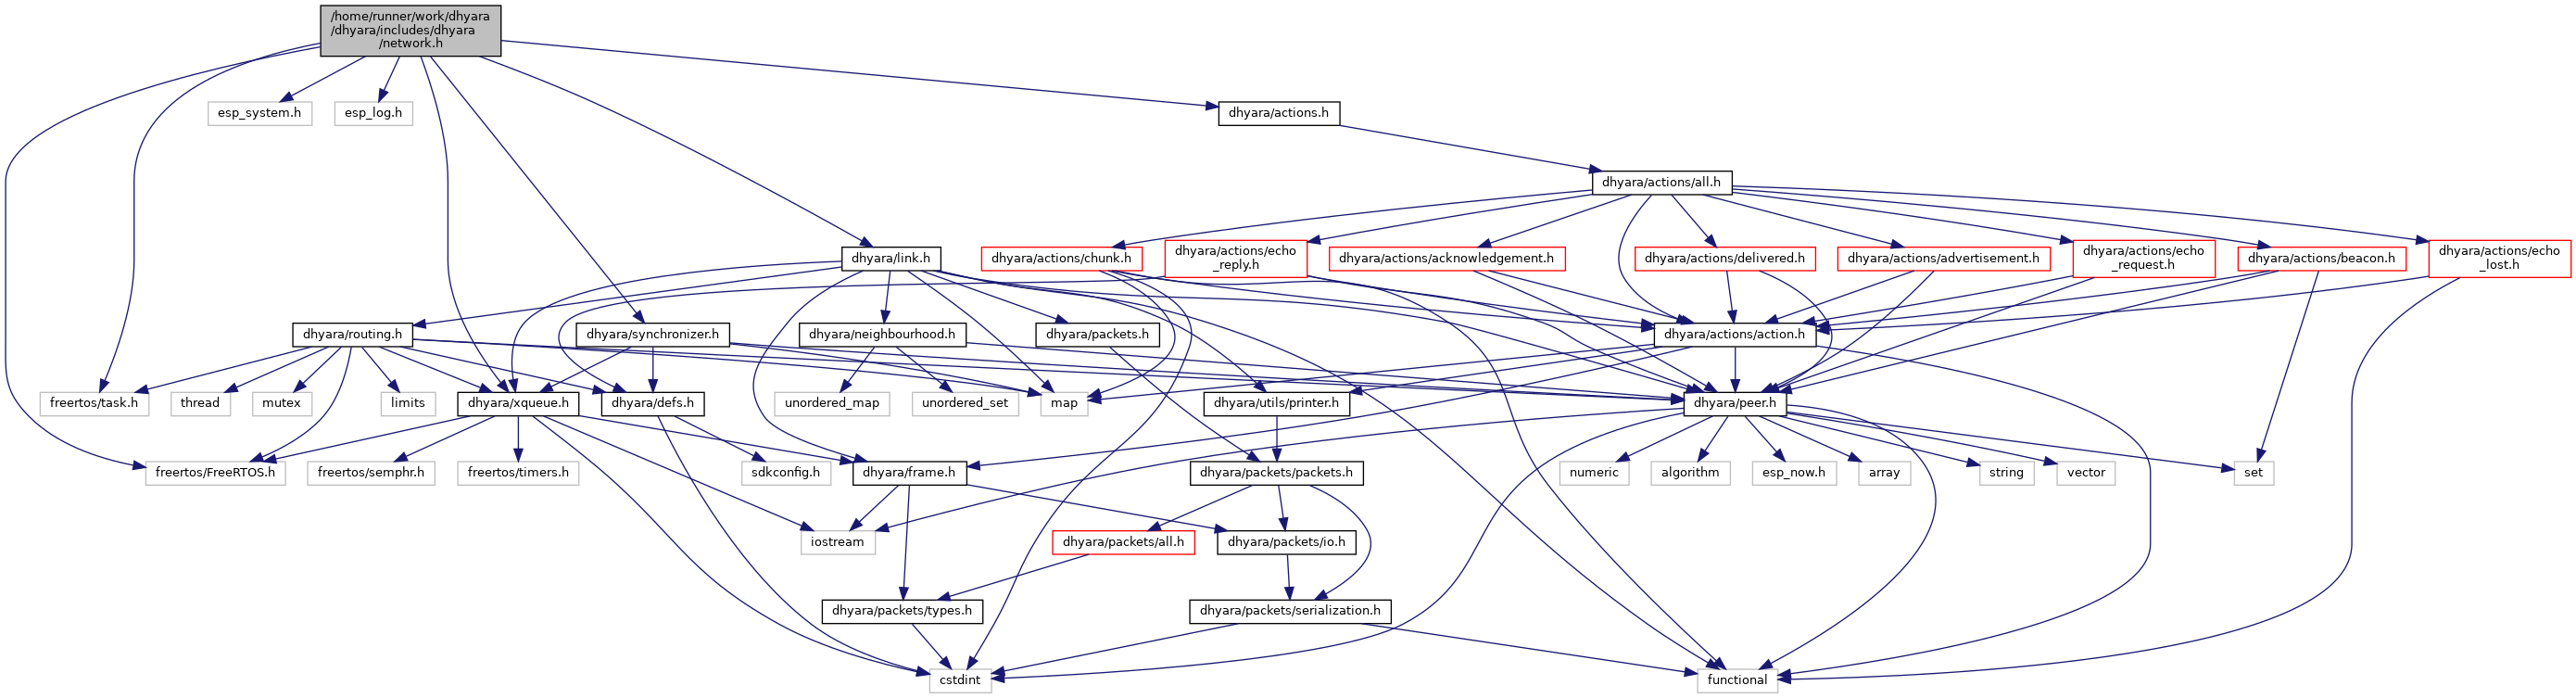 /home/runner/work/dhyara
/dhyara/includes/dhyara
/network.h
esp_system.h
esp_log.h
dhyara/actions.h
dhyara/actions/all.h
dhyara/link.h
dhyara/actions/chunk.h
dhyara/actions/echo
_reply.h
dhyara/actions/acknowledgement.h
dhyara/actions/delivered.h
dhyara/actions/advertisement.h
dhyara/actions/echo
_request.h
dhyara/actions/beacon.h
dhyara/actions/echo
_lost.h
dhyara/routing.h
dhyara/synchronizer.h
dhyara/neighbourhood.h
dhyara/packets.h
dhyara/actions/action.h
freertos/task.h
thread
mutex
limits
dhyara/xqueue.h
dhyara/defs.h
unordered_map
unordered_set
map
dhyara/utils/printer.h
dhyara/peer.h
freertos/FreeRTOS.h
freertos/semphr.h
freertos/timers.h
sdkconfig.h
dhyara/frame.h
dhyara/packets/packets.h
numeric
algorithm
esp_now.h
array
string
vector
set
iostream
dhyara/packets/all.h
dhyara/packets/io.h
dhyara/packets/types.h
dhyara/packets/serialization.h
cstdint
functional